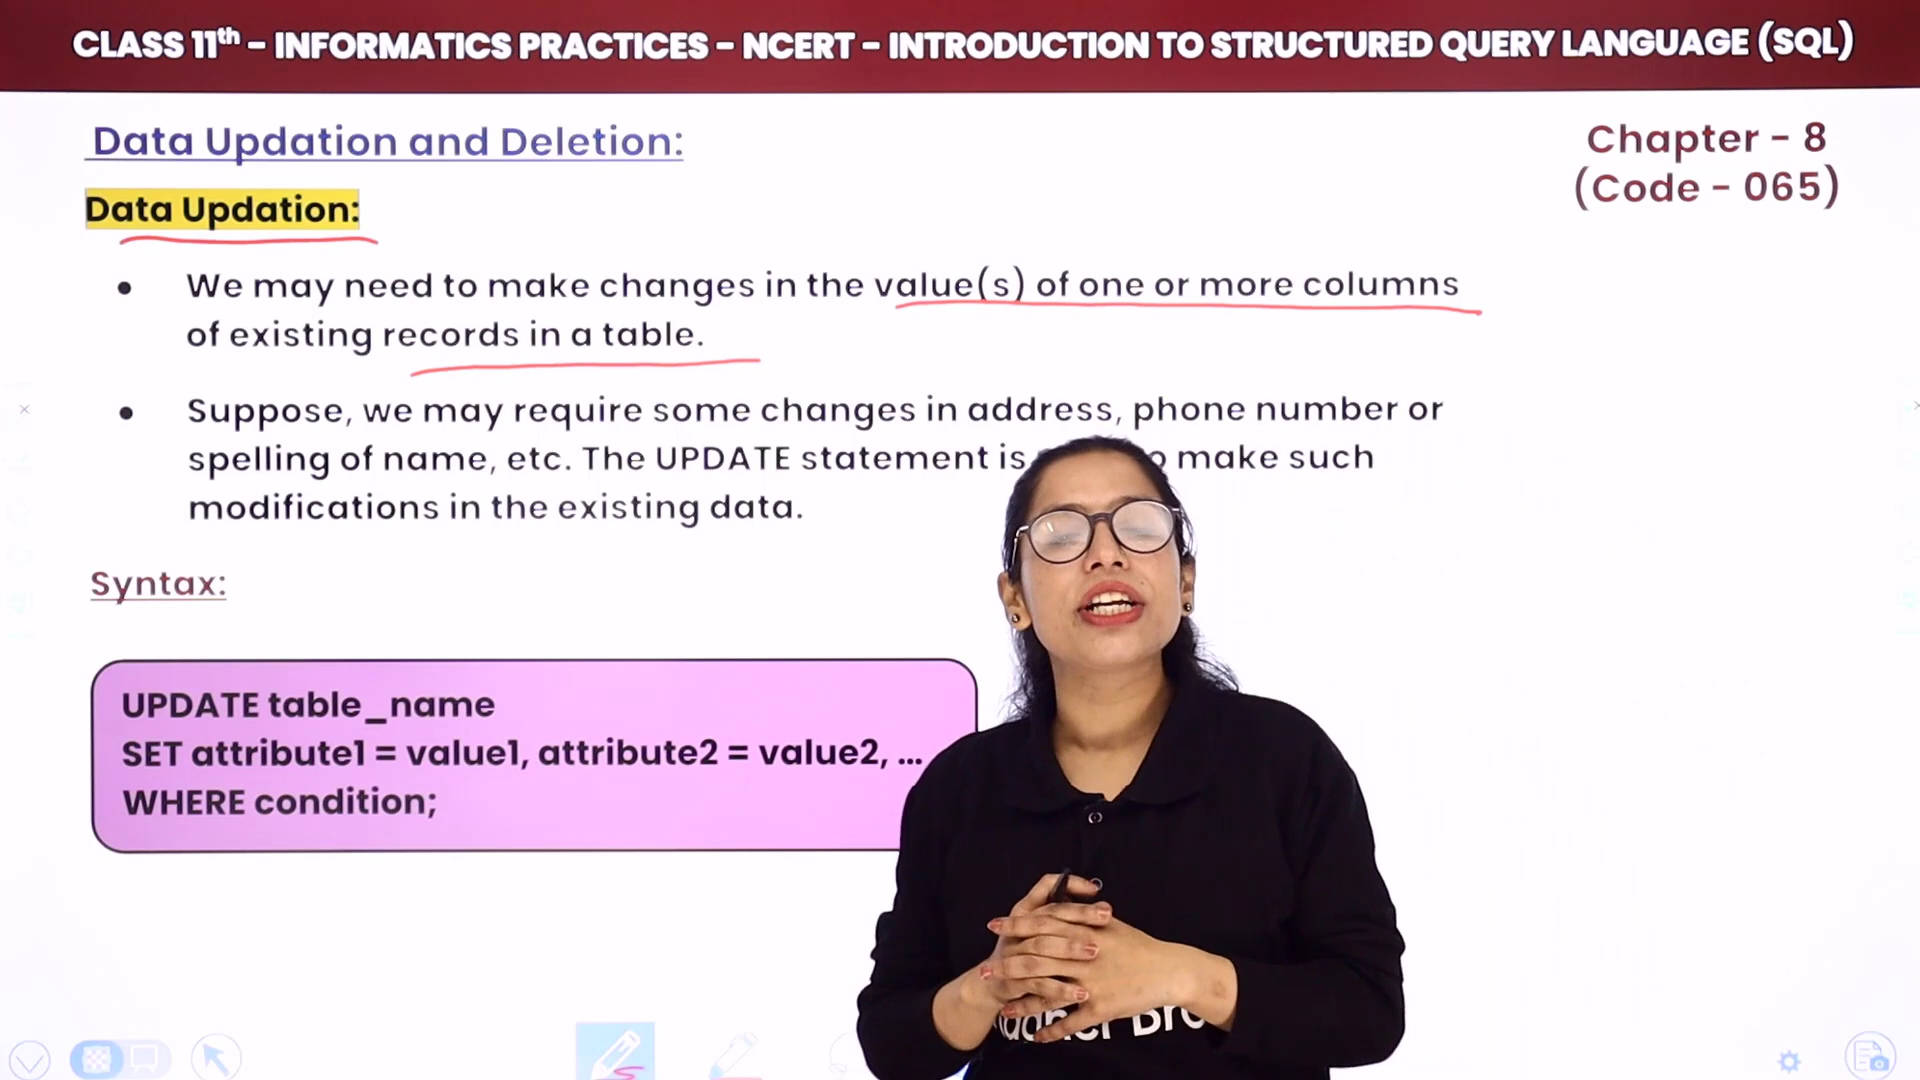 CLASS 11th - INFORMATICS PRACTICES - NCERT - INTRODUCTION TO STRUCTURED QUERY LANGUAGE (SQL)
Data Updation and Deletion:
Chapter - 8
(Code - 065)
Data Updation:
• We may need to make changes in the value(s) of one or more columns
of existing records in a table.
• Suppose, we may require some changes in address, phone number or
spelling of name, etc. The UPDATE statement is make such
modifications in the existing data.
Syntax:
UPDATE table_name
SET attribute1 = value1, attribute2 = value2, ...
WHERE condition;